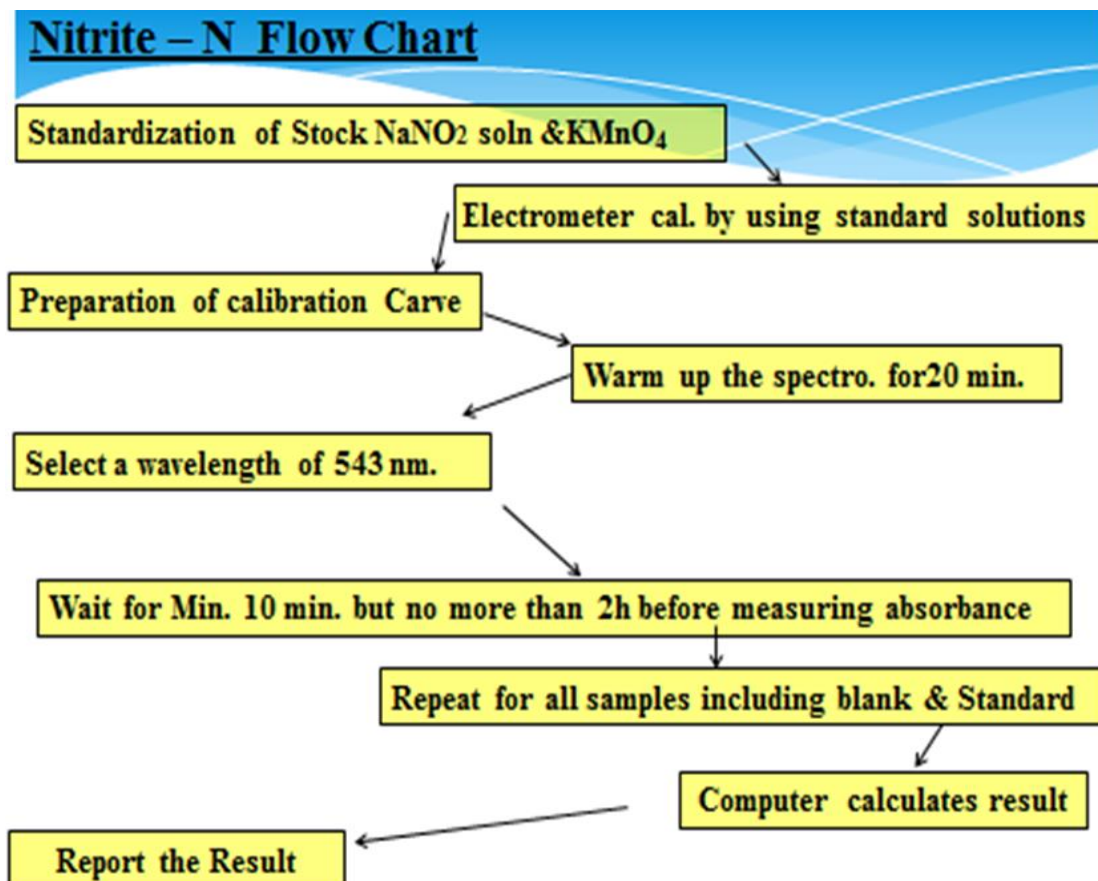 Nitrite – N Flow Chart
Standardization of Stock NaNO2 soln &KMnO4
Electrometer cal. by using standard solutions
Preparation of calibration Carve
Warm up the spectro. for20 min.
Select a wavelength of 543 nm.
Wait for Min. 10 min. but no more than 2h before measuring absorbance
Repeat for all samples including blank & Standard
Computer calculates result
Report the Result